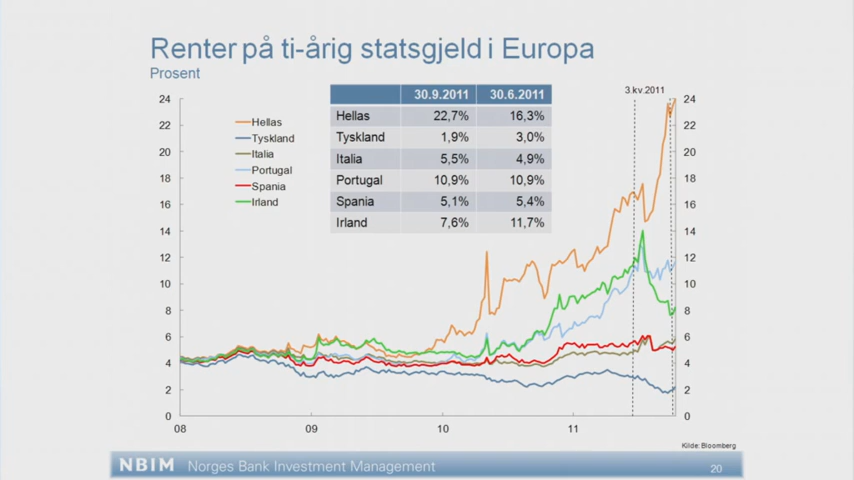 Renter på ti-årig statsgjeld i Europa
Prosent
30.9.2011 30.6.2011
Hellas 22,7% 16,3%
Tyskland 1,9% 3,0%
Italia 5,5% 4,9%
Portugal 10,9% 10,9%
Spania 5,1% 5,4%
Irland 7,6% 11,7%
3.kv.2011
Hellas
Tyskland
Italia
Portugal
Spania
Irland
24 24
22 22
20 20
18 18
16 16
14 14
12 12
10 10
8 8
6 6
4 4
2 2
0 0
08 09 10 11
Kilde: Bloomberg
NBIM Norges Bank Investment Management 20